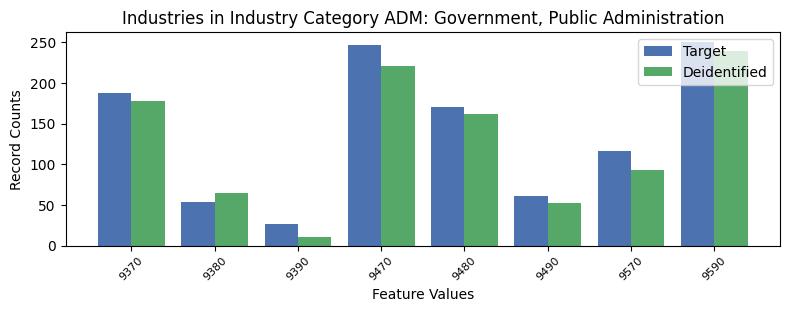 Industries in Industry Category ADM: Government, Public Administration
Record Counts
250
200
150
100
50
0
Target
Deidentified
9370 9380 9390 9470 9480 9490 9570 9590
Feature Values